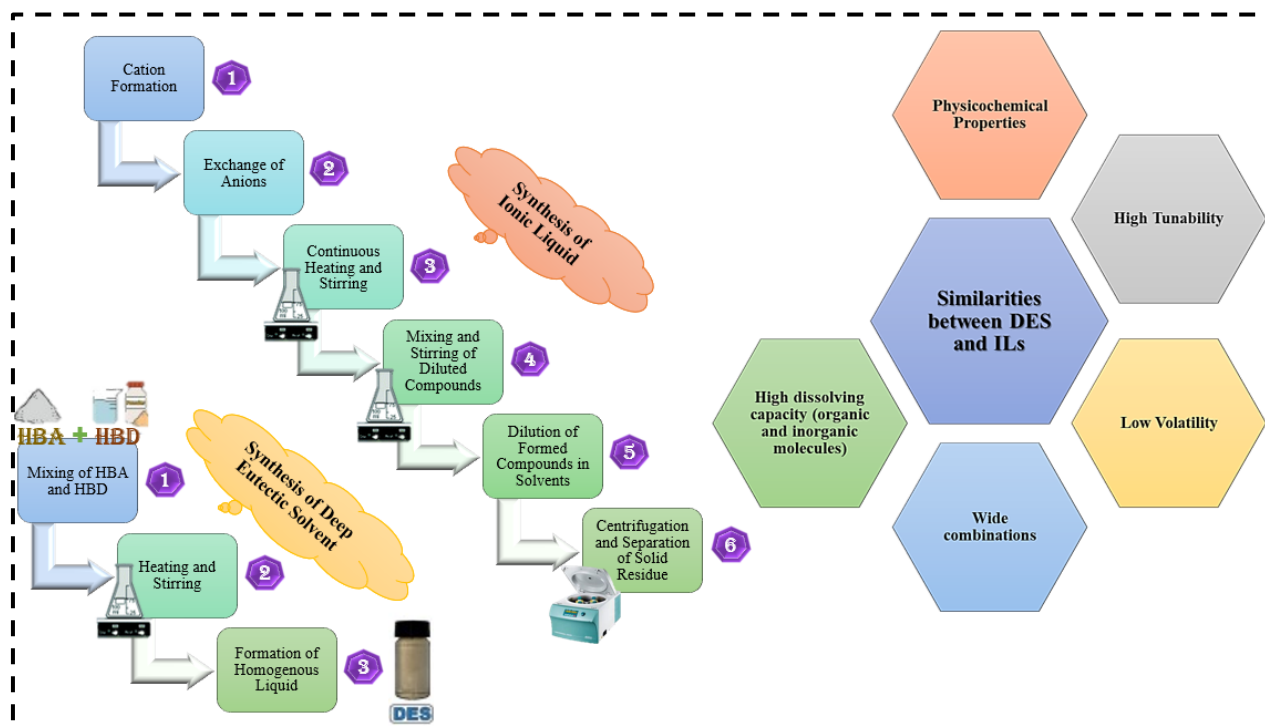 Cation
Formation
1
Exchange of
Anions
2
Continuous
Heating and
Stirring
3
Mixing and
Stirring of
Diluted
Compounds
4
Dilution of
Formed
Compounds in
Solvents
5
Centrifugation
and Separation
of Solid
Residue
6
Synthesis of
Ionic Liquid
HBA + HBD
Mixing of HBA
and HBD
1
Heating and
Stirring
2
Formation of
Homogenous
Liquid
3
DES
Synthesis of Deep
Eutectic Solvent
Physicochemical
Properties
High Tunability
Similarities
between DES
and ILs
High dissolving
capacity (organic
and inorganic
molecules)
Low Volatility
Wide
combinations